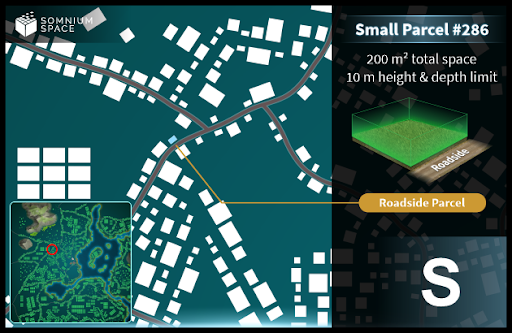 SOMNIUM
SPACE
Small Parcel #286
200 m² total space
10 m height & depth limit
Roadside
Roadside Parcel
S